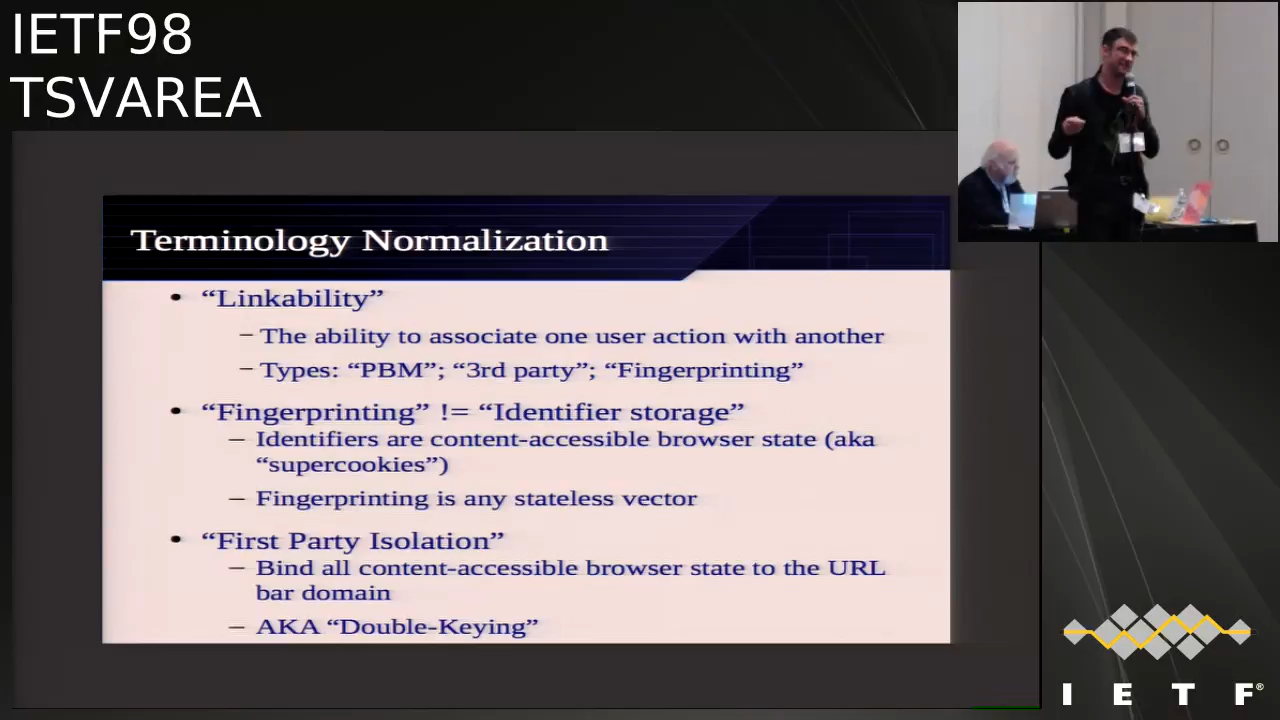 IETF98
TSVAREA
Terminology Normalization
• “Linkability”
– The ability to associate one user action with another
– Types: “PBM”; “3rd party”; “Fingerprinting”
• “Fingerprinting” != “Identifier storage”
– Identifiers are content-accessible browser state (aka
“supercookies”)
– Fingerprinting is any stateless vector
• “First Party Isolation”
– Bind all content-accessible browser state to the URL
bar domain
– AKA “Double-Keying”
I E T F®